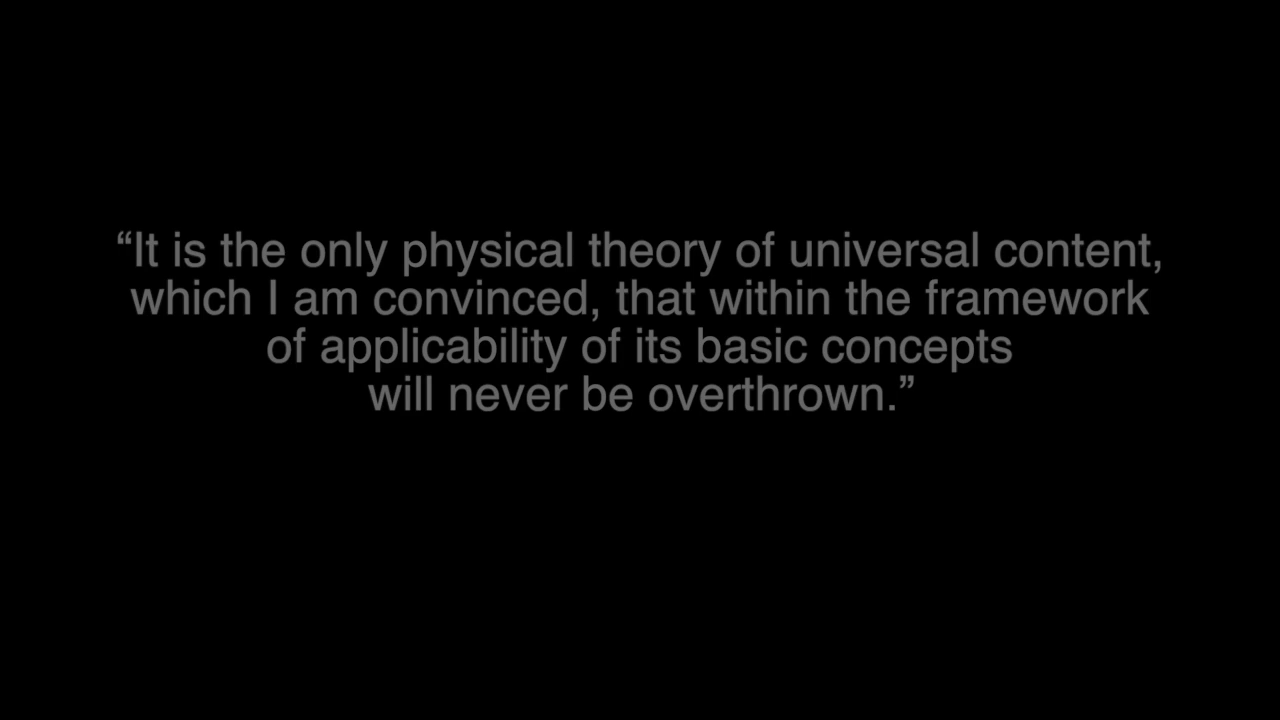 “It is the only physical theory of universal content,
which I am convinced, that within the framework
of applicability of its basic concepts
will never be overthrown.”